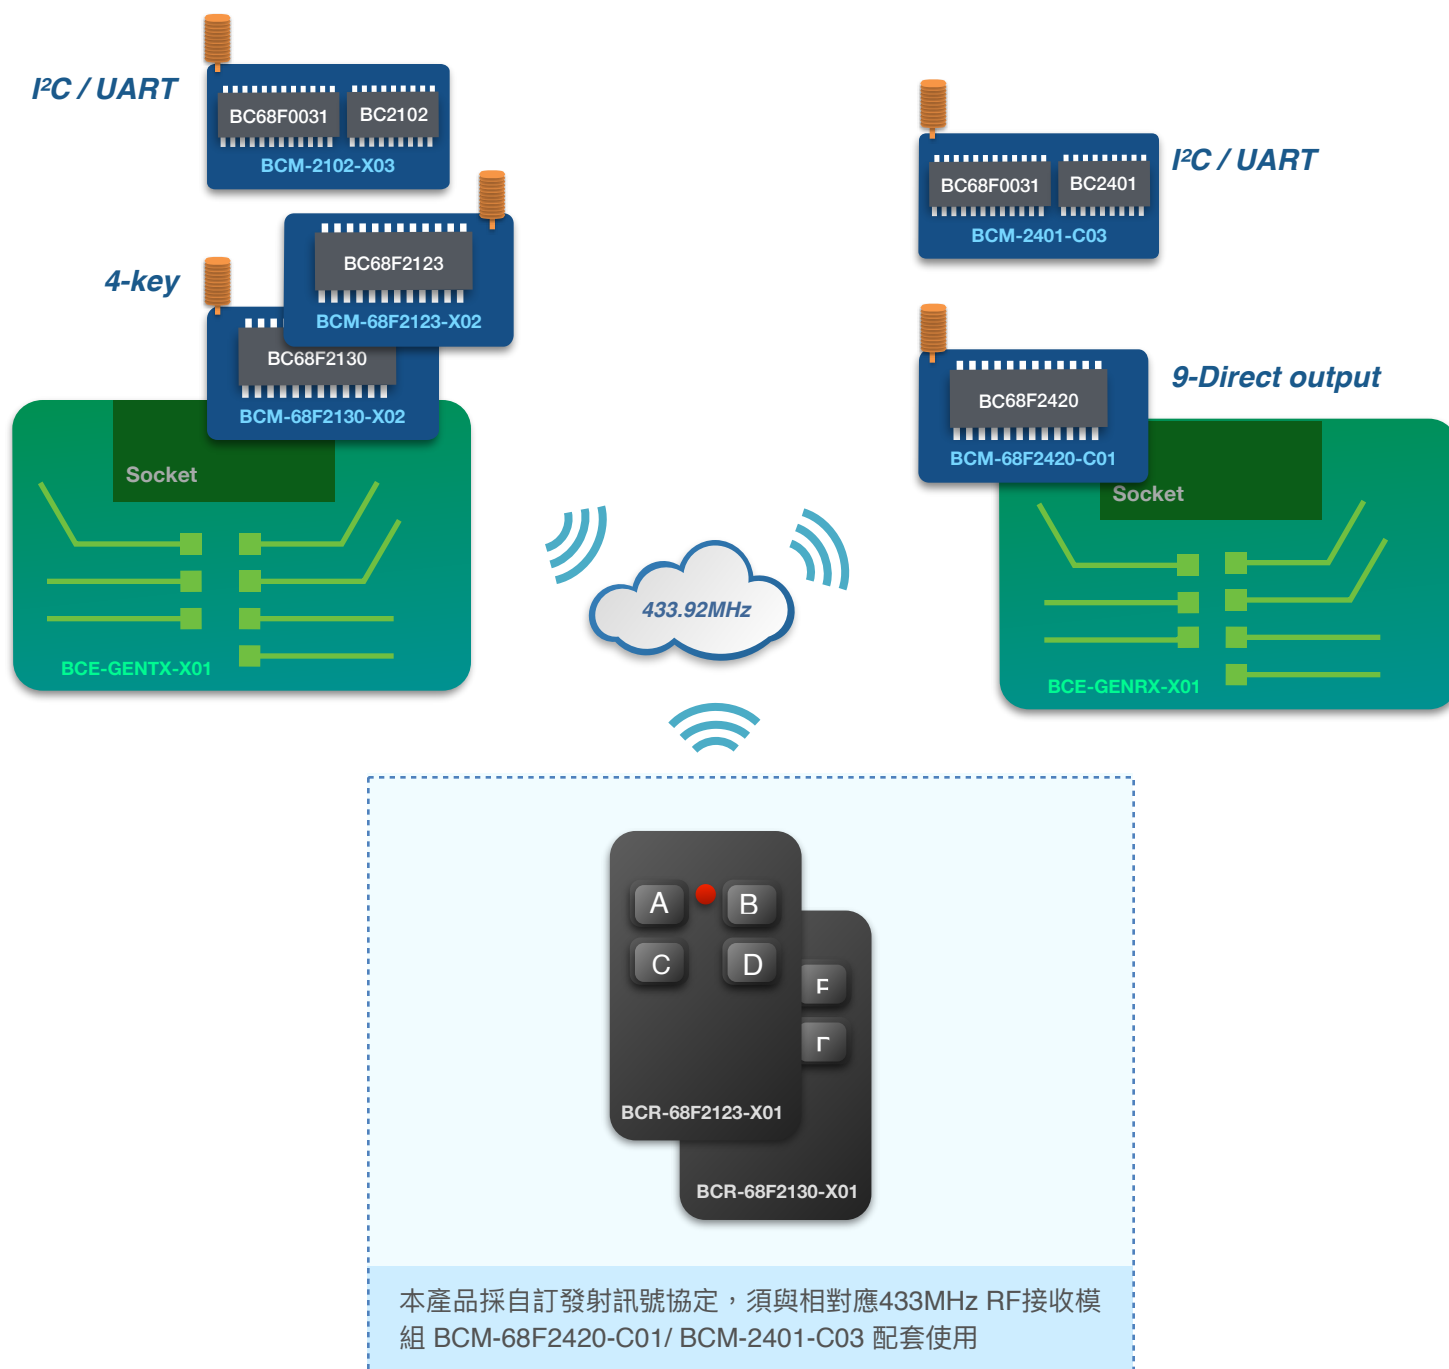 I²C / UART
BC68F0031
BC2102
BCM-2102-X03
BC68F2123
BCM-68F2123-X02
4-key
BC68F2130
BCM-68F2130-X02
Socket
BCE-GENTX-X01
I²C / UART
BC68F0031
BC2401
BCM-2401-C03
9-Direct output
BC68F2420
BCM-68F2420-C01
Socket
BCE-GENRX-X01
433.92MHz
A
B
C
D
BCR-68F2123-X01
BCR-68F2130-X01
本產品採自訂發射訊號協定，須與相對應433MHz RF接收模
組 BCM-68F2420-C01/ BCM-2401-C03 配套使用